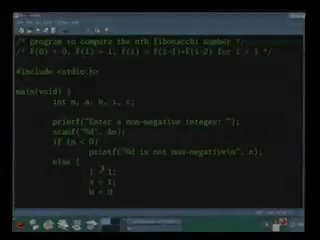 /* program to compute the nth fibonacci number */
/* F(0) = 0, F(1) = 1, F(i) = F(i-1)+F(i-2) for i > 1 */
#include <stdio.h>
main(void) {
int n, a, b, i, c;
printf("Enter a non-negative integer: ");
scanf("%d", &n);
if (n < 0)
printf("%d is not non-negative\n", n);
else {
i = 1;
a = 1;
b = 0